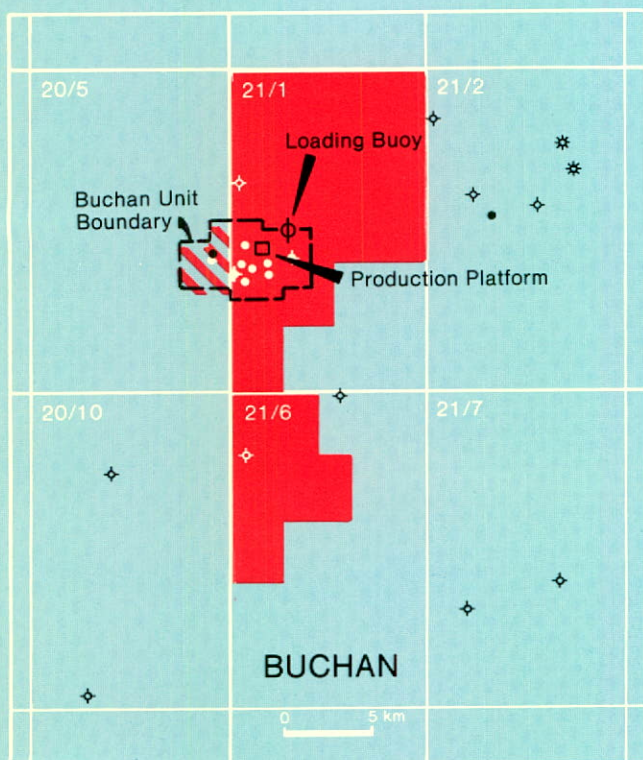 20/5
21/1
21/2
Loading Buoy
Buchan Unit
Boundary
Production Platform
20/10
21/6
21/7
BUCHAN
0
5 km